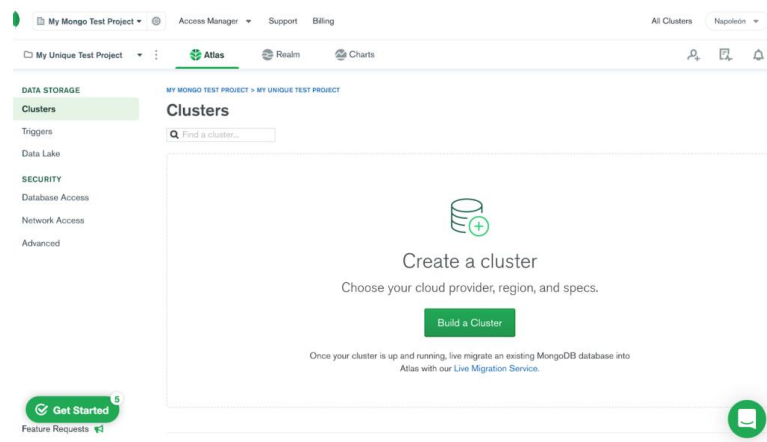 My Mongo Test Project
Access Manager
Support
Billing
All Clusters
Napoleón
My Unique Test Project
Atlas
Realm
Charts
DATA STORAGE
Clusters
Triggers
Data Lake
SECURITY
Database Access
Network Access
Advanced
MY MONGO TEST PROJECT > MY UNIQUE TEST PROJECT
Clusters
Find a cluster...
Create a cluster
Choose your cloud provider, region, and specs.
Build a Cluster
Once your cluster is up and running, live migrate an existing MongoDB database into
Atlas with our Live Migration Service.
5
Get Started
Feature Requests